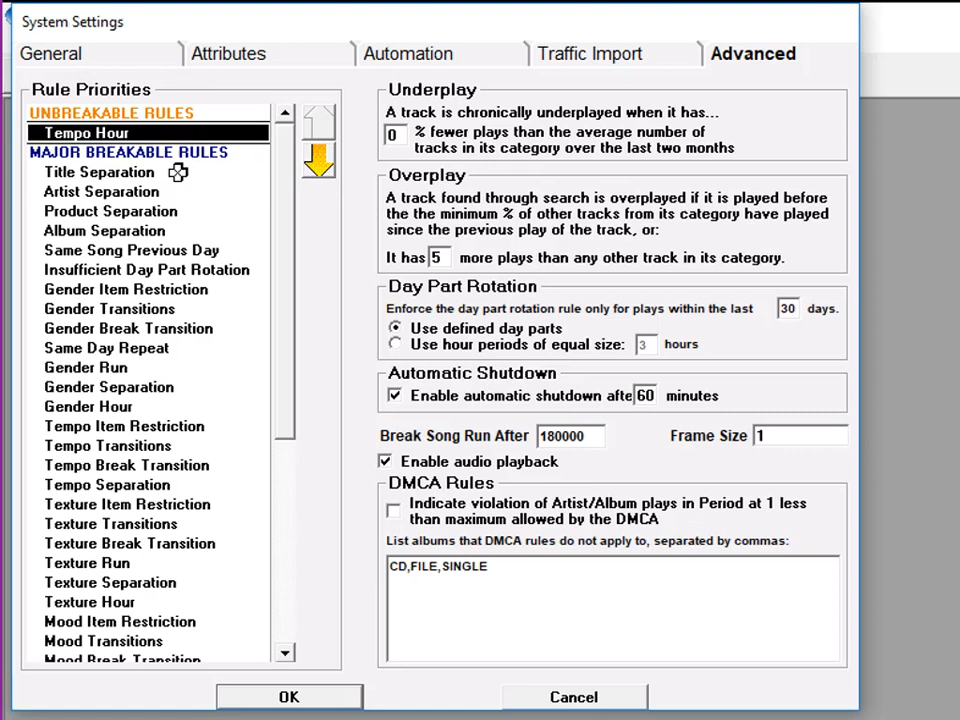 System Settings
General
Attributes
Automation
Traffic Import
Advanced
Rule Priorities
UNBREAKABLE RULES
Tempo Hour
MAJOR BREAKABLE RULES
Title Separation
Artist Separation
Product Separation
Album Separation
Same Song Previous Day
Insufficient Day Part Rotation
Gender Item Restriction
Gender Transitions
Gender Break Transition
Same Day Repeat
Gender Run
Gender Separation
Gender Hour
Tempo Item Restriction
Tempo Transitions
Tempo Break Transition
Tempo Separation
Texture Item Restriction
Texture Transitions
Texture Break Transition
Texture Run
Texture Separation
Texture Hour
Mood Item Restriction
Mood Transitions
Mood Break Transition
Underplay
A track is chronically underplayed when it has...
0 % fewer plays than the average number of
tracks in its category over the last two months
Overplay
A track found through search is overplayed if it is played before
the the minimum % of other tracks from its category have played
since the previous play of the track, or:
It has 5 more plays than any other track in its category.
Day Part Rotation
Enforce the day part rotation rule only for plays within the last 30 days.
Use defined day parts
Use hour periods of equal size: 3 hours
Automatic Shutdown
Enable automatic shutdown afte 60 minutes
Break Song Run After 180000 Frame Size 1
Enable audio playback
DMCA Rules
Indicate violation of Artist/Album plays in Period at 1 less
than maximum allowed by the DMCA
List albums that DMCA rules do not apply to, separated by commas:
CD,FILE,SINGLE
OK
Cancel